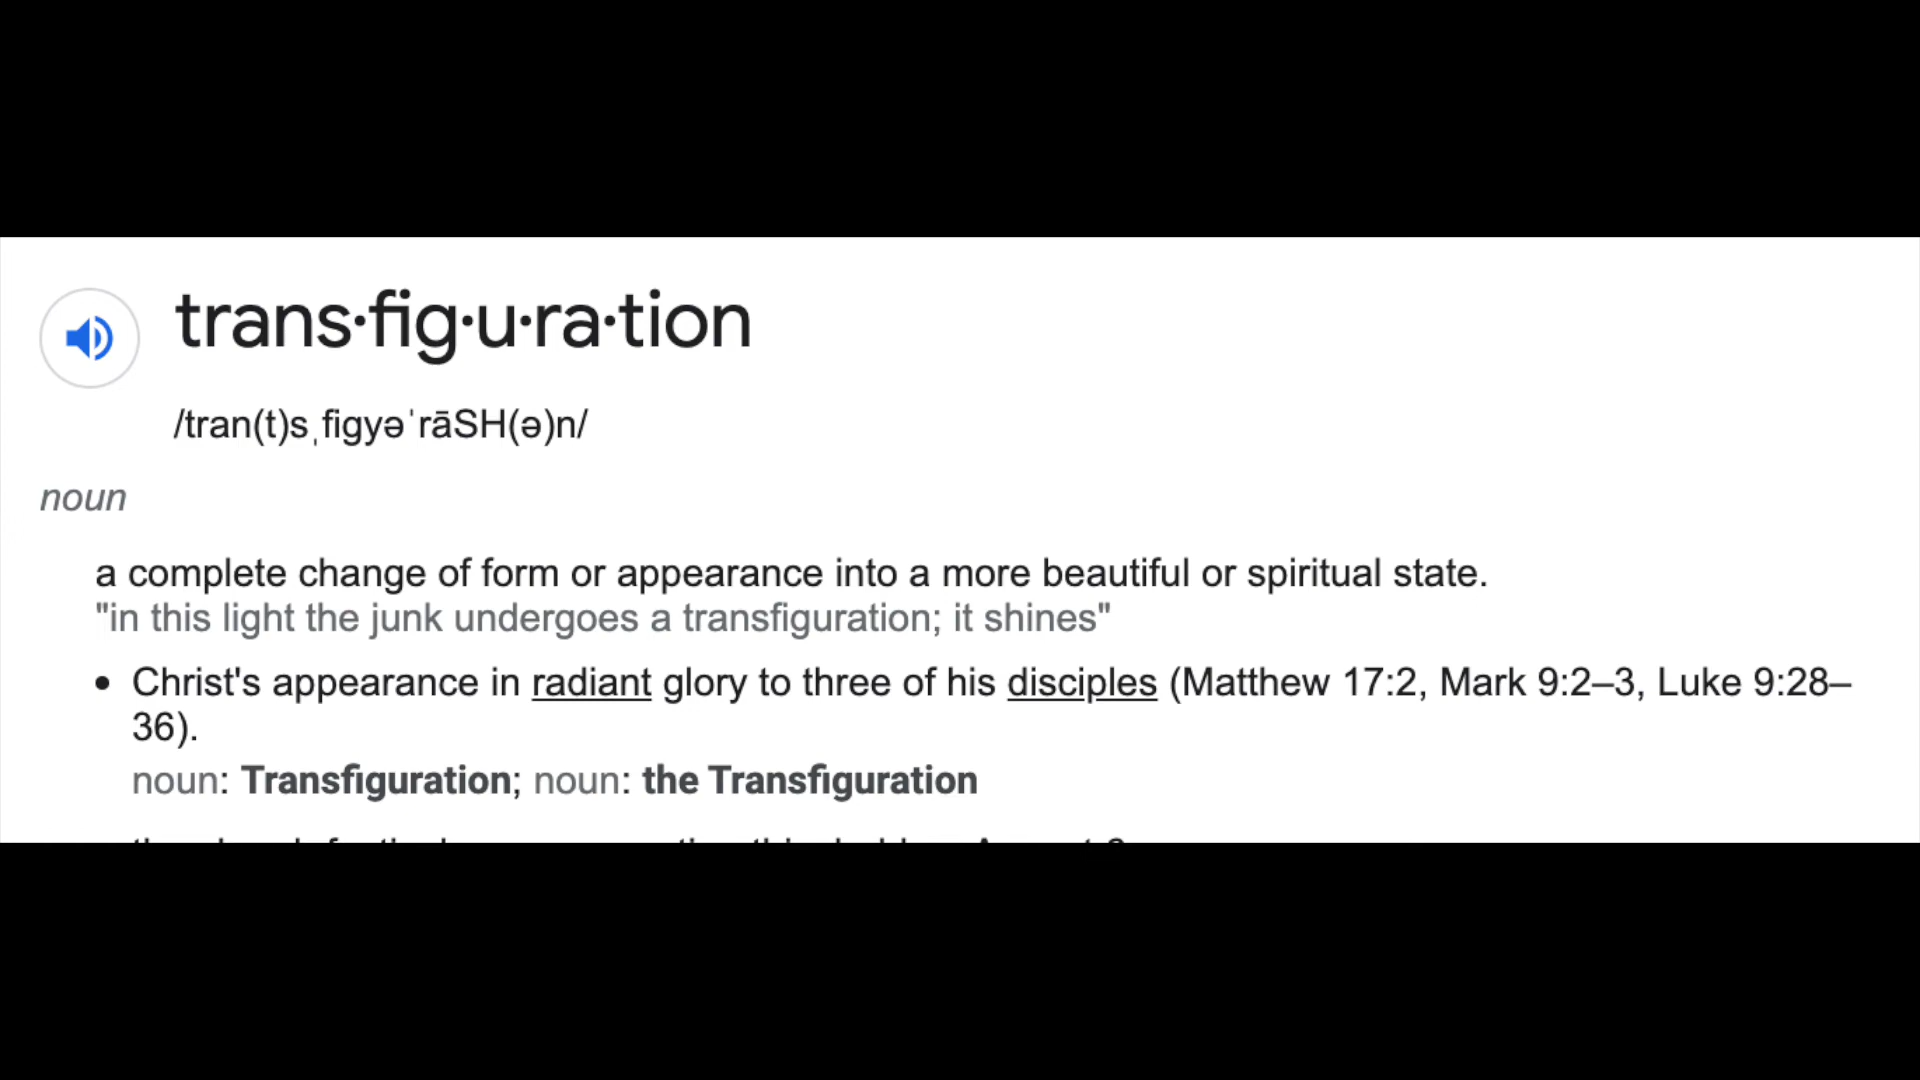 trans·fig·u·ra·tion
/tran(t)sˌfiɡyəˈrāSH(ə)n/
noun
a complete change of form or appearance into a more beautiful or spiritual state.
"in this light the junk undergoes a transfiguration; it shines"
• Christ's appearance in radiant glory to three of his disciples (Matthew 17:2, Mark 9:2–3, Luke 9:28–
36).
noun: Transfiguration; noun: the Transfiguration